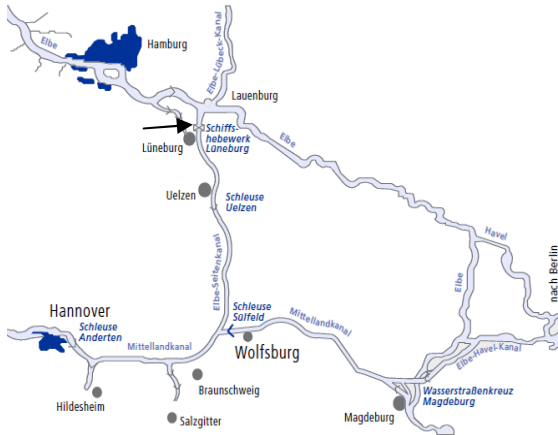 Elbe
Hamburg
Elbe-Lübeck-Kanal
Lauenburg
Schiffs-
hebewerk
Lüneburg
Lüneburg
Elbe
Uelzen
Schleuse
Uelzen
Havel
nach Berlin
Elbe
Elbe-Seitenkanal
Hannover
Schleuse
Anderten
Schleuse
Sülfeld
Mittellandkanal
Mittellandkanal
Wolfsburg
Elbe-Havel-Kanal
Braunschweig
Hildesheim
Salzgitter
Wasserstraßenkreuz
Magdeburg
Magdeburg